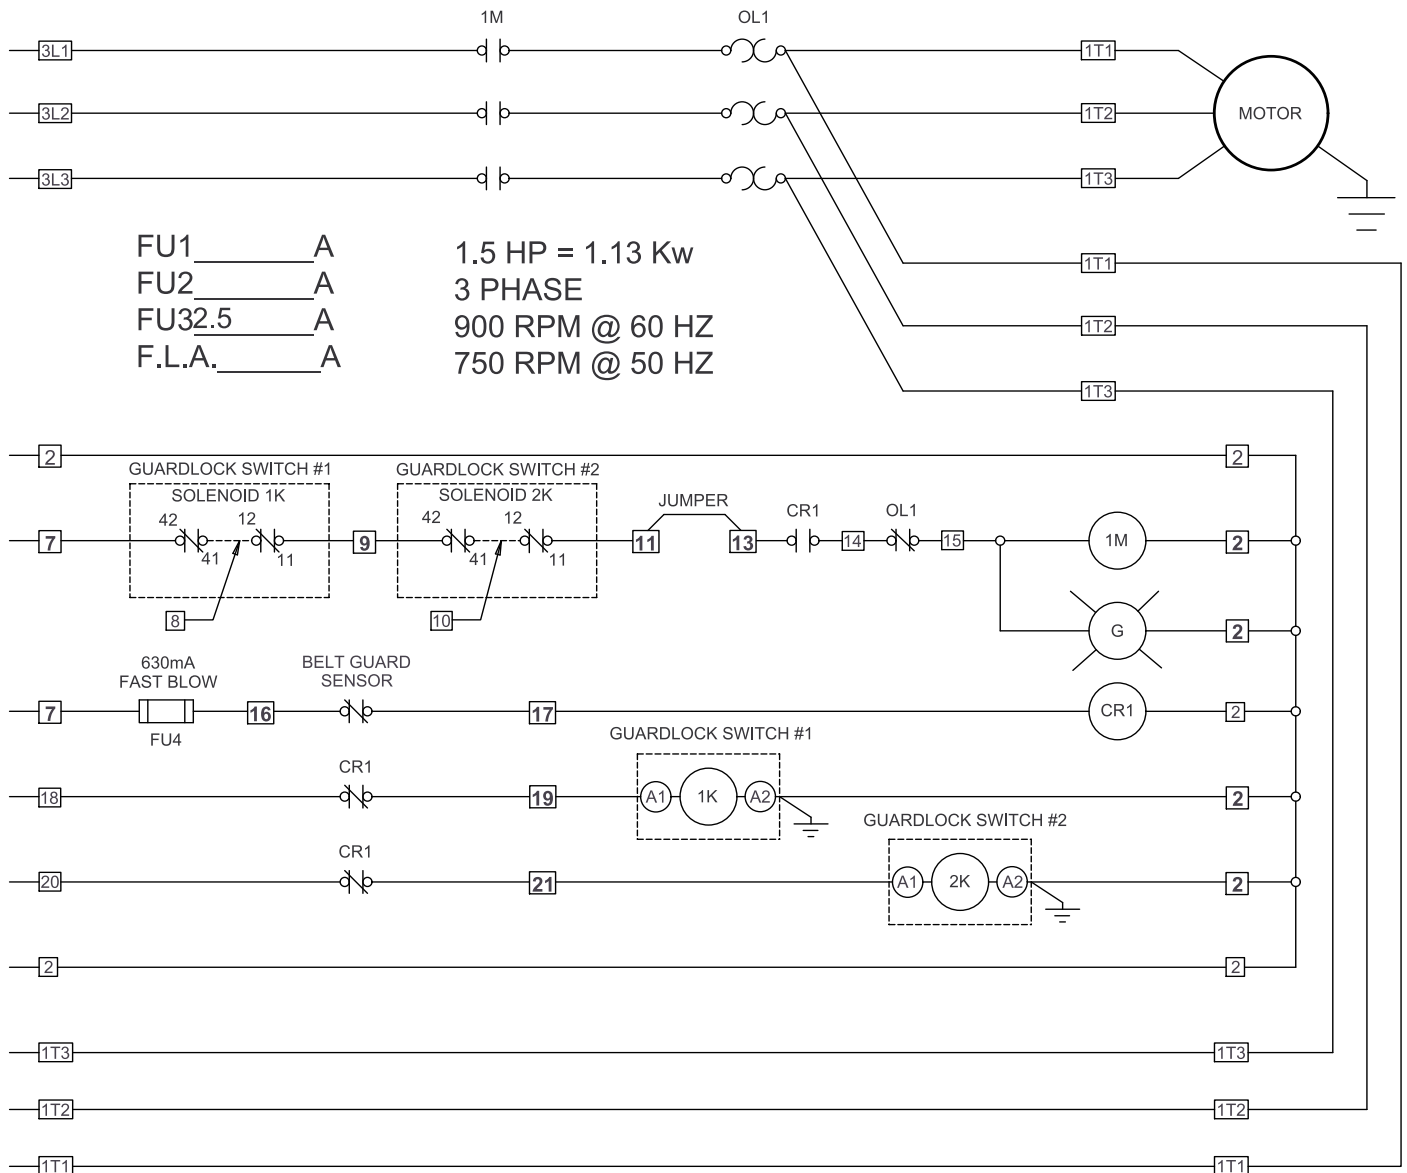 1M OL1
3L1 1T1
3L2 1T2 MOTOR
3L3 1T3
FU1________A 1.5 HP = 1.13 Kw
FU2________A 3 PHASE
FU32.5________A 900 RPM @ 60 HZ
F.L.A.________A 750 RPM @ 50 HZ
1T1
1T2
1T3
2 2
GUARDLOCK SWITCH #1 GUARDLOCK SWITCH #2
SOLENOID 1K SOLENOID 2K JUMPER
42 12 42 12 CR1 OL1
7 9 11 13 14 15 1M 2
41 11 41 11
8 10 G 2
630mA BELT GUARD
FAST BLOW SENSOR
7 16 17 CR1 2
FU4
GUARDLOCK SWITCH #1
CR1
18 19 A1 1K A2 2
GUARDLOCK SWITCH #2
CR1
20 21 A1 2K A2 2
2 2
1T3 1T3
1T2 1T2
1T1 1T1